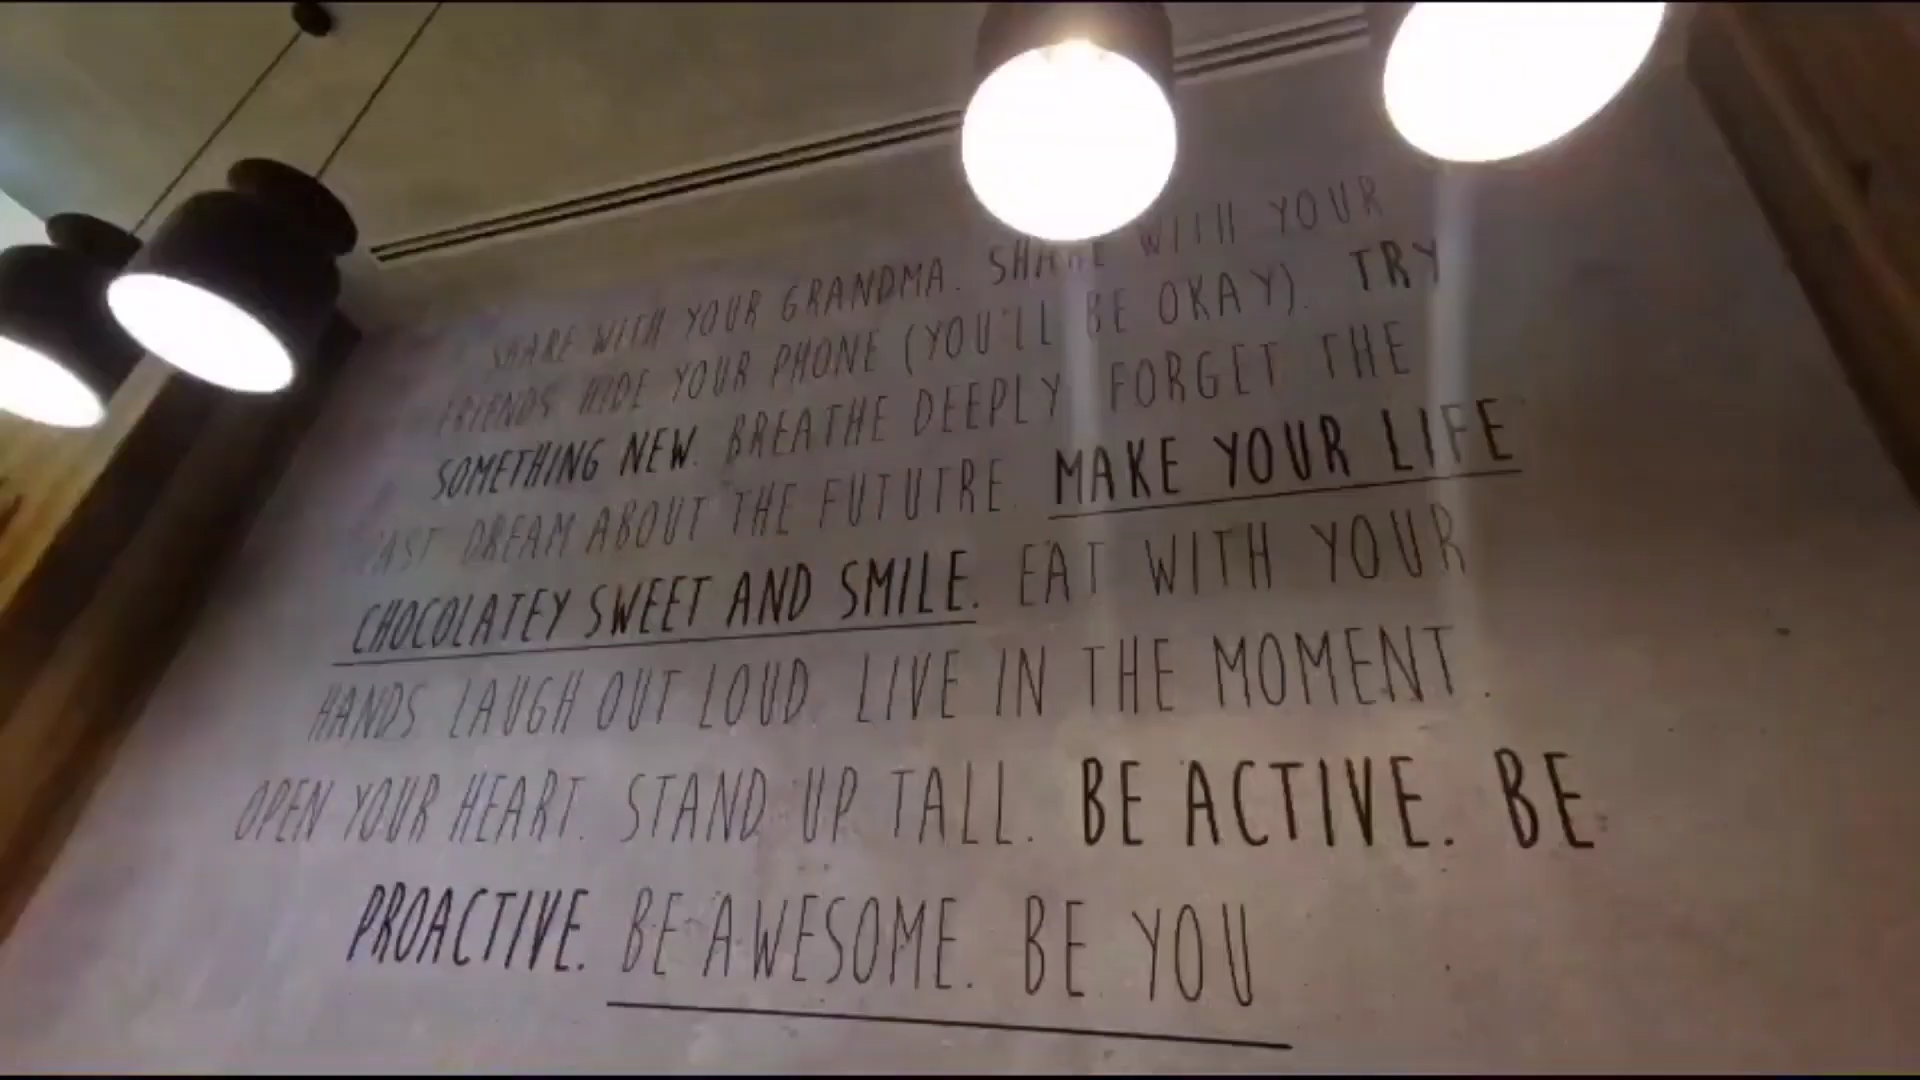 SHARE WITH YOUR GRANDMA. SHARE WITH YOUR
FRIENDS HIDE YOUR PHONE (YOU'LL BE OKAY). TRY
SOMETHING NEW. BREATHE DEEPLY FORGET THE
PAST DREAM ABOUT THE FUTUTRE. MAKE YOUR LIFE
CHOCOLATEY SWEET AND SMILE. EAT WITH YOUR
HANDS LAUGH OUT LOUD. LIVE IN THE MOMENT.
OPEN YOUR HEART. STAND UP TALL. BE ACTIVE. BE
PROACTIVE. BE AWESOME. BE YOU